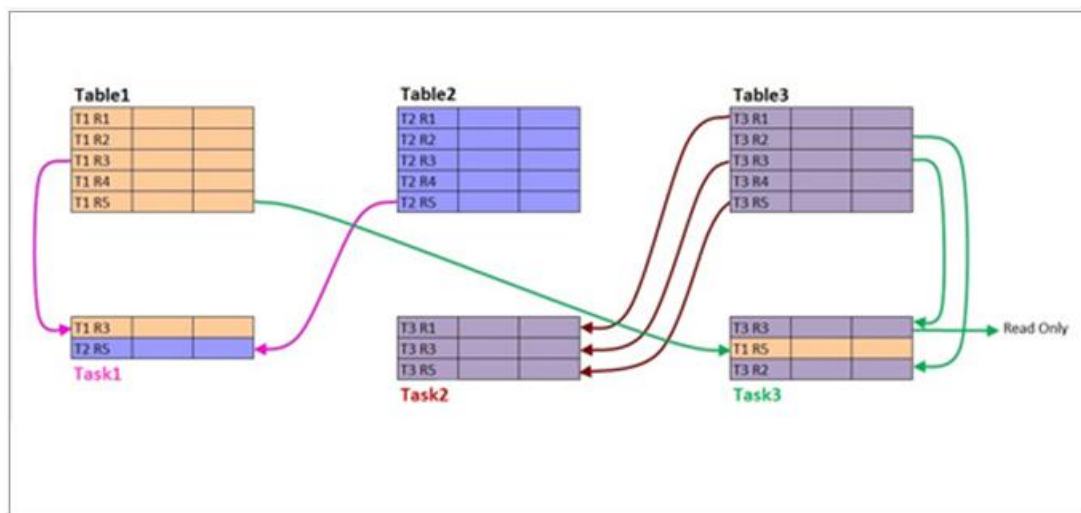 Table1
T1 R1
T1 R2
T1 R3
T1 R4
T1 R5
Table2
T2 R1
T2 R2
T2 R3
T2 R4
T2 R5
Table3
T3 R1
T3 R2
T3 R3
T3 R4
T3 R5
T1 R3
T2 R5
Task1
T3 R1
T3 R3
T3 R5
Task2
T3 R3
T1 R5
T3 R2
Task3
Read Only